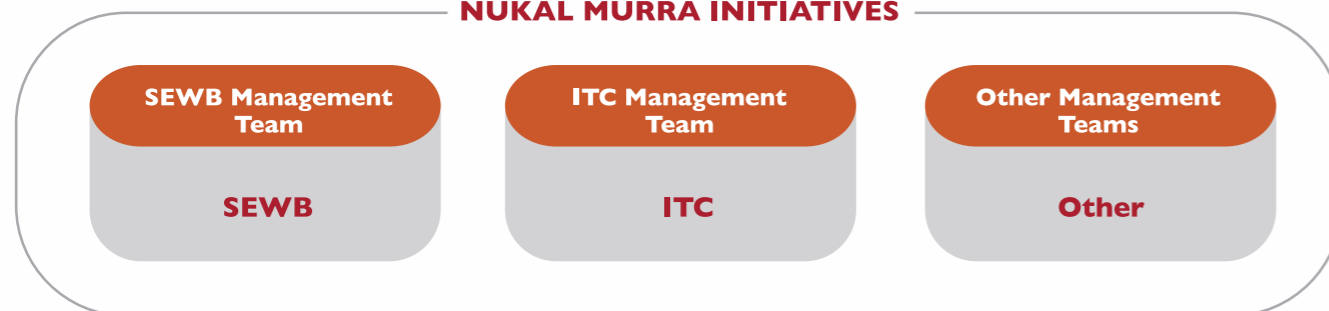 NUKAL MURRA INITIATIVES
SEWB Management
Team
ITC Management
Team
Other Management
Teams
SEWB
ITC
Other